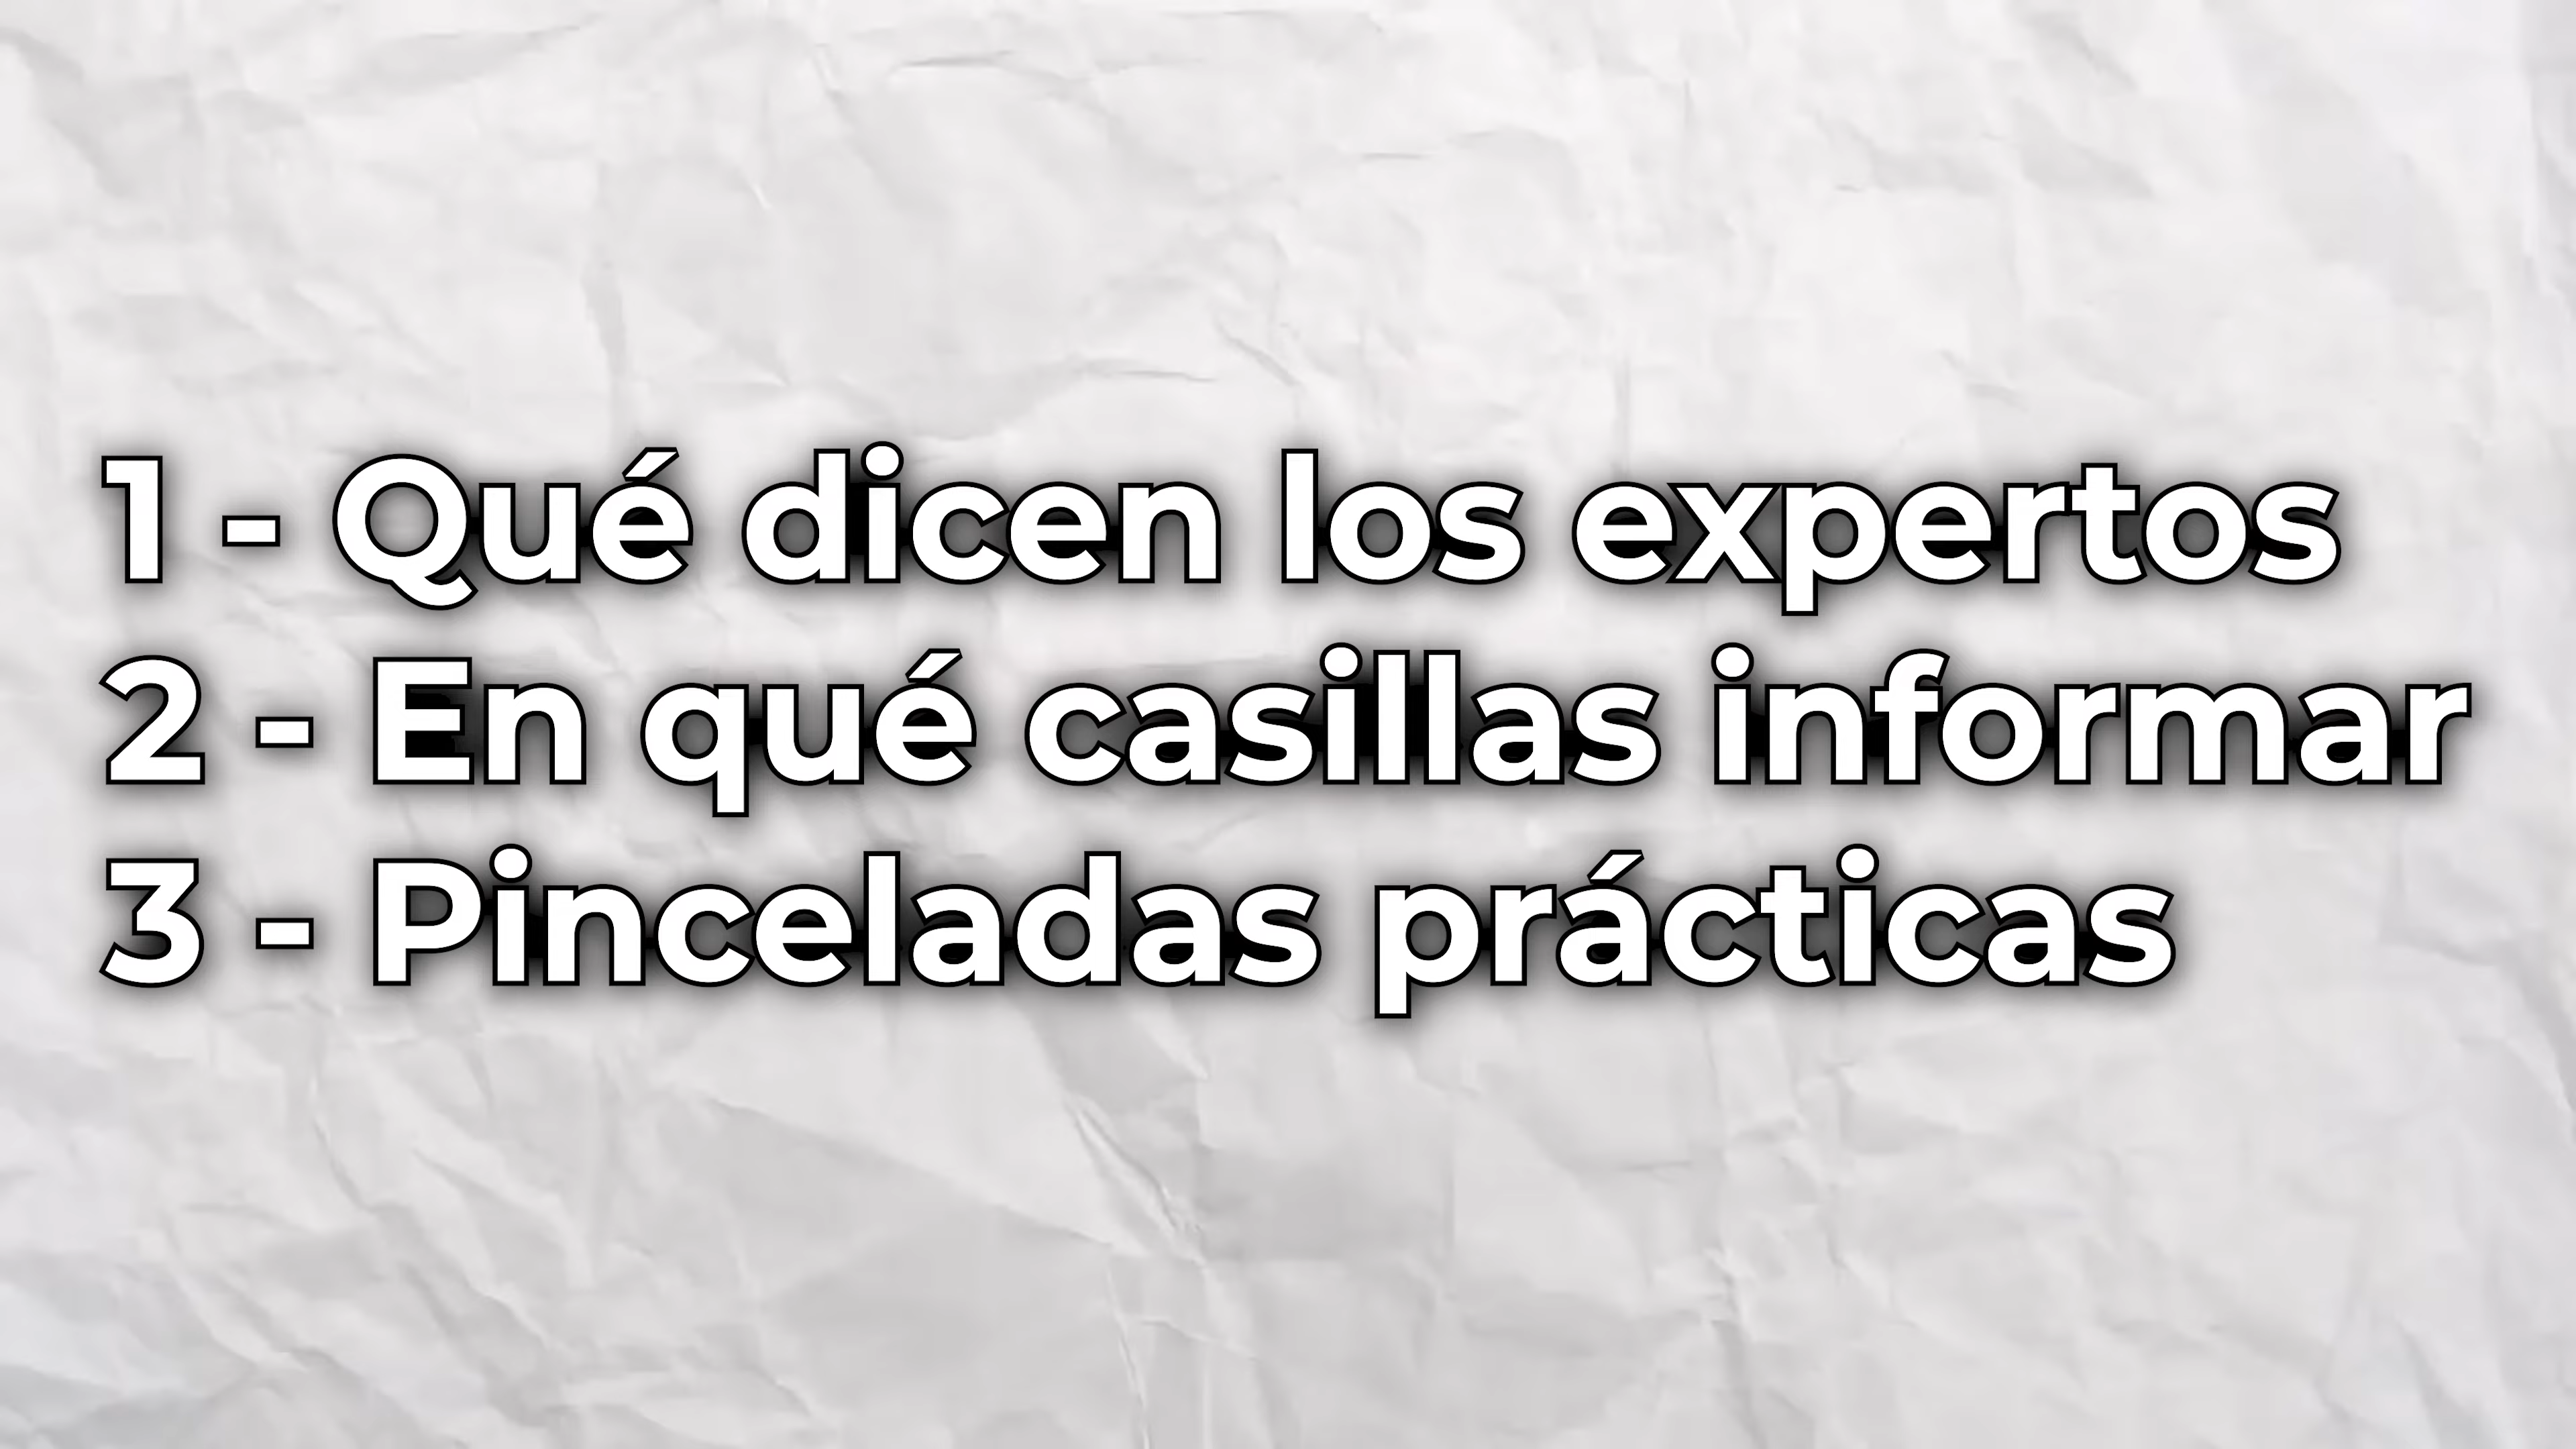 1 - Qué dicen los expertos
2 - En qué casillas informar
3 - Pinceladas prácticas